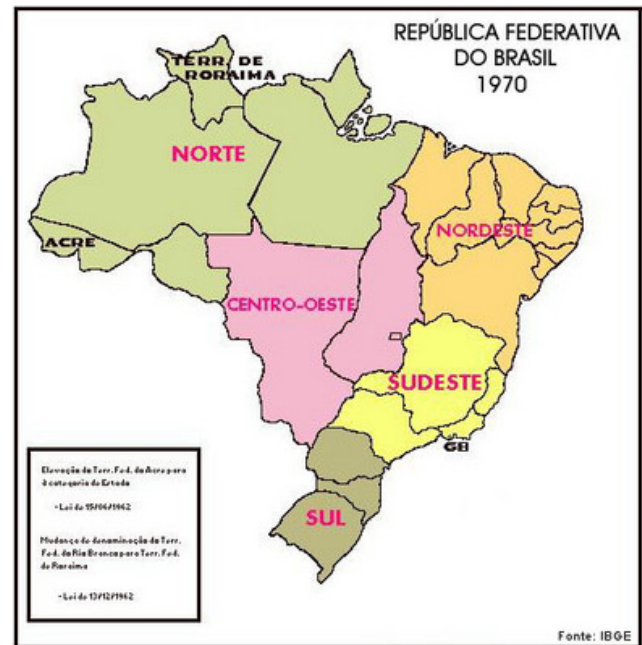 REPÚBLICA FEDERATIVA
DO BRASIL
1970
TERR. DE
RORAIMA
NORTE
NORDESTE
ACRE
CENTRO-OESTE
SUDESTE
GB
SUL
Elevação do Terr. Fed. do Acre para
à categoria de Estado
- Lei de 15/06/1962
Mudança de denominação do Terr.
Fed. do Rio Branco para Terr. Fed.
de Roraima
- Lei de 13/12/1962
Fonte: IBGE